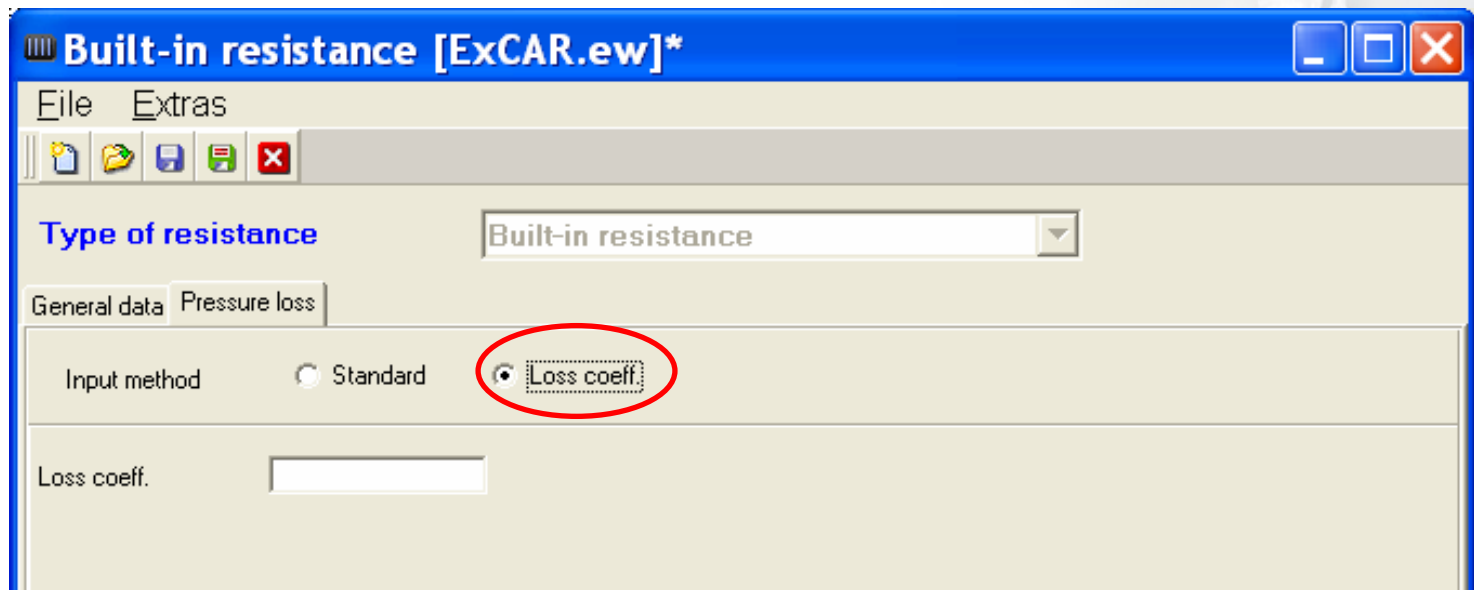 Built-in resistance [ExCAR.ew]*
File Extras
Type of resistance Built-in resistance
General data Pressure loss
Input method Standard Loss coeff.
Loss coeff.